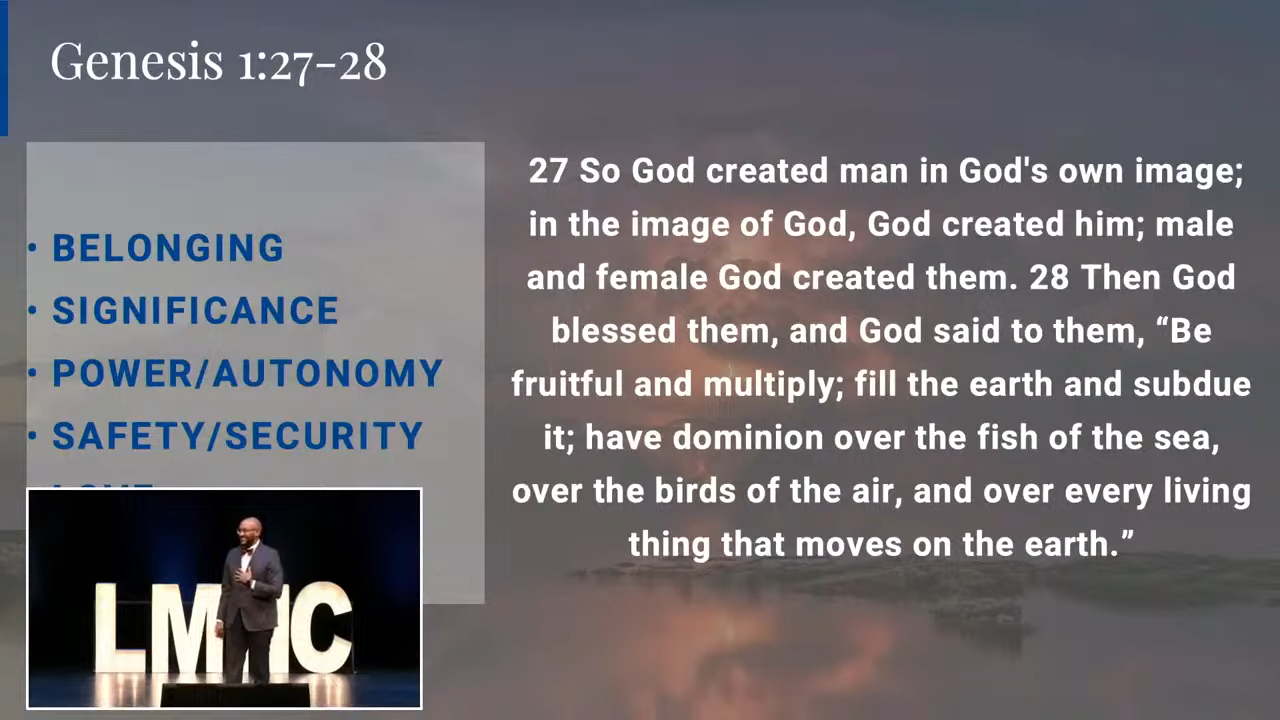 Genesis 1:27-28
• BELONGING
• SIGNIFICANCE
• POWER/AUTONOMY
• SAFETY/SECURITY
27 So God created man in God's own image;
in the image of God, God created him; male
and female God created them. 28 Then God
blessed them, and God said to them, “Be
fruitful and multiply; fill the earth and subdue
it; have dominion over the fish of the sea,
over the birds of the air, and over every living
thing that moves on the earth.”